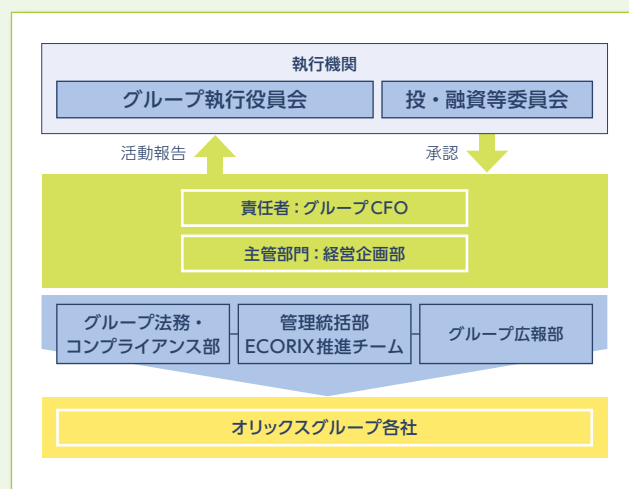 執行機関
グループ執行役員会
投・融資等委員会
活動報告
承認
責任者：グループCFO
主管部門：経営企画部
グループ法務・
コンプライアンス部
管理統括部
ECORIX推進チーム
グループ広報部
オリックスグループ各社